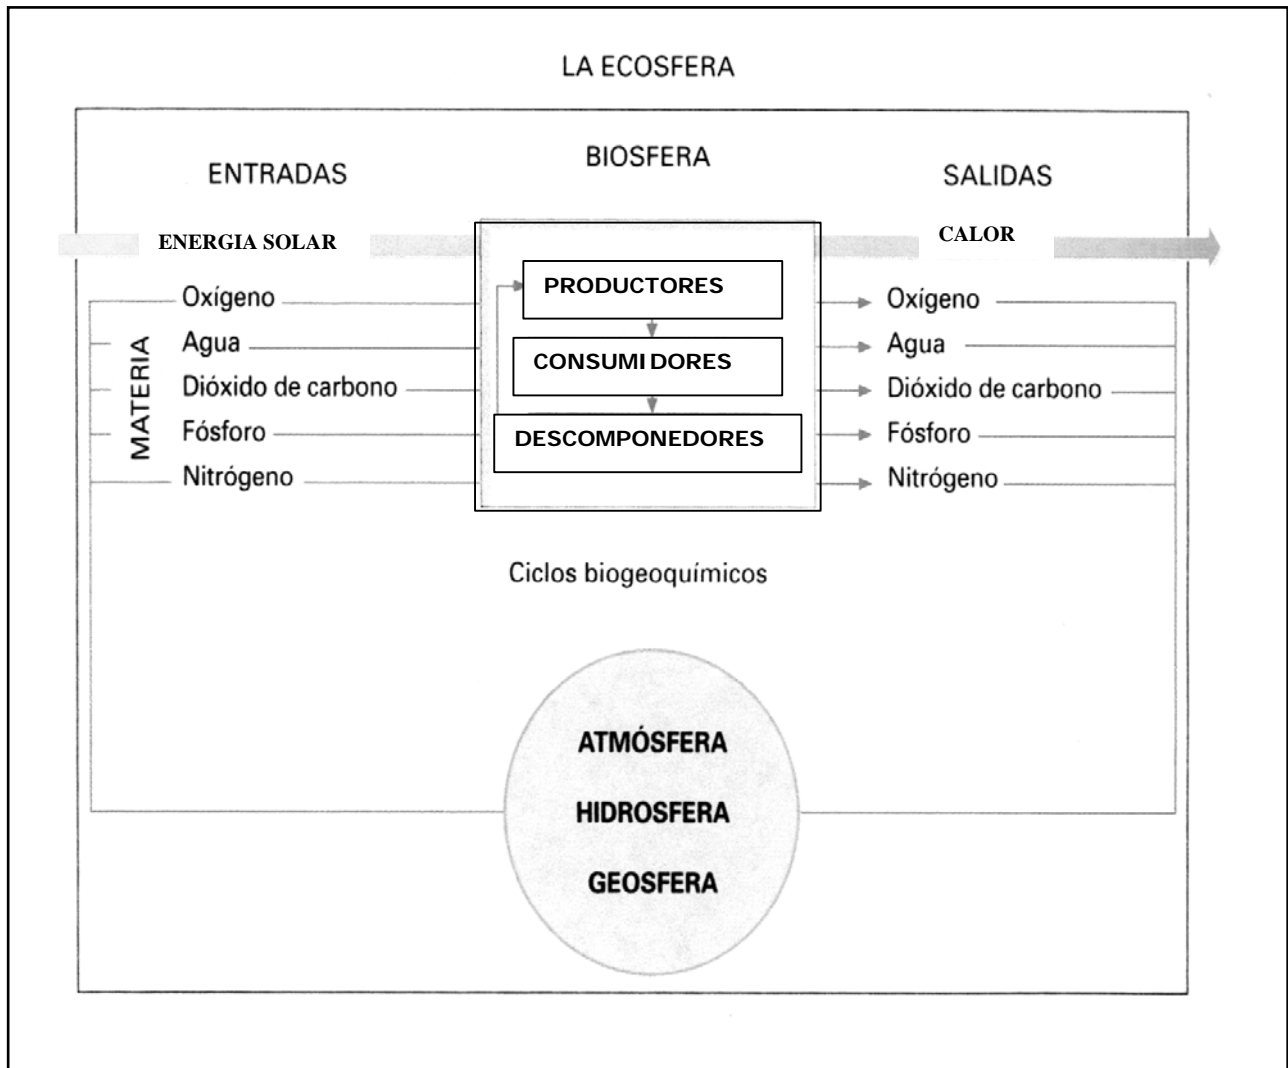 LA ECOSFERA
BIOSFERA
ENTRADAS
SALIDAS
ENERGIA SOLAR
CALOR
MATERIA
Oxígeno
Agua
Dióxido de carbono
Fósforo
Nitrógeno
PRODUCTORES
CONSUMIDORES
DESCOMPONEDORES
Oxígeno
Agua
Dióxido de carbono
Fósforo
Nitrógeno
Ciclos biogeoquímicos
ATMÓSFERA
HIDROSFERA
GEOSFERA